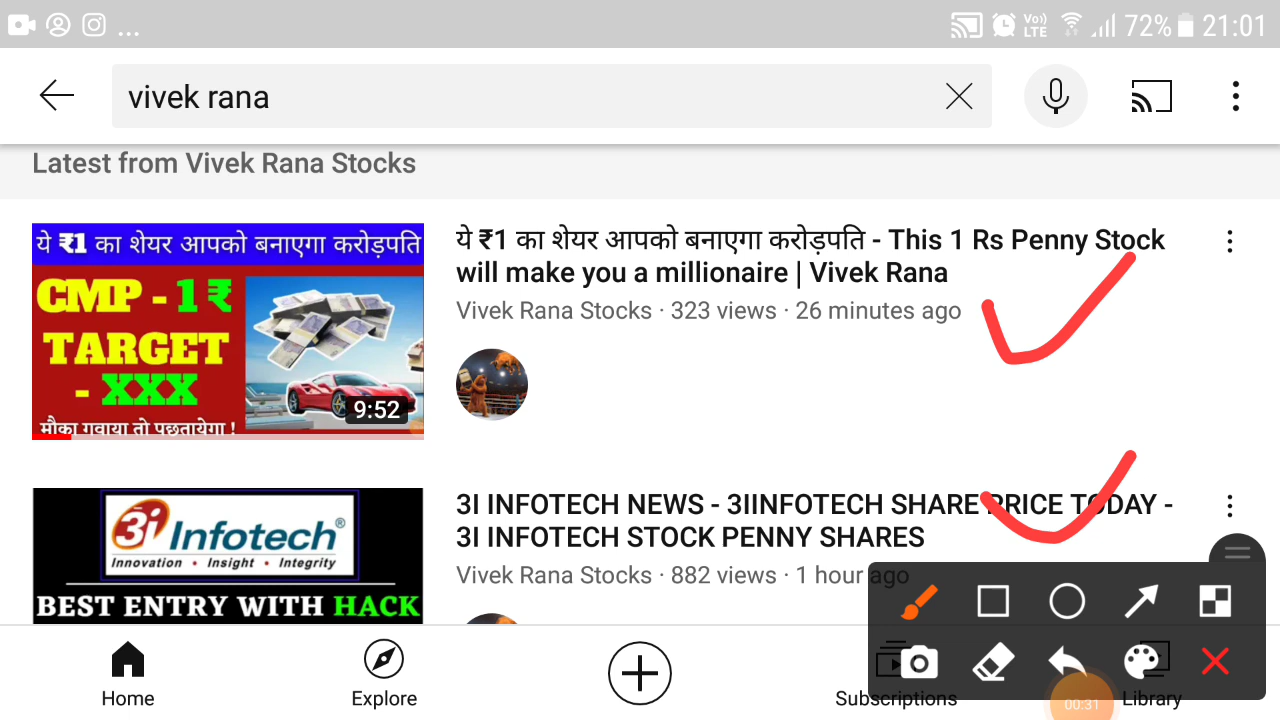 ... 72% 21:01
vivek rana
Latest from Vivek Rana Stocks
ये ₹1 का शेयर आपको बनाएगा करोड़पति
CMP - 1 ₹
TARGET
- XXX
मौका गवाया तो पछतायेगा !
9:52
ये ₹1 का शेयर आपको बनाएगा करोड़पति - This 1 Rs Penny Stock
will make you a millionaire | Vivek Rana
Vivek Rana Stocks · 323 views · 26 minutes ago
3i Infotech®
Innovation • Insight • Integrity
BEST ENTRY WITH HACK
3I INFOTECH NEWS - 3IINFOTECH SHARE PRICE TODAY -
3I INFOTECH STOCK PENNY SHARES
Vivek Rana Stocks · 882 views · 1 hour ago
Home Explore Subscriptions Library
00:31